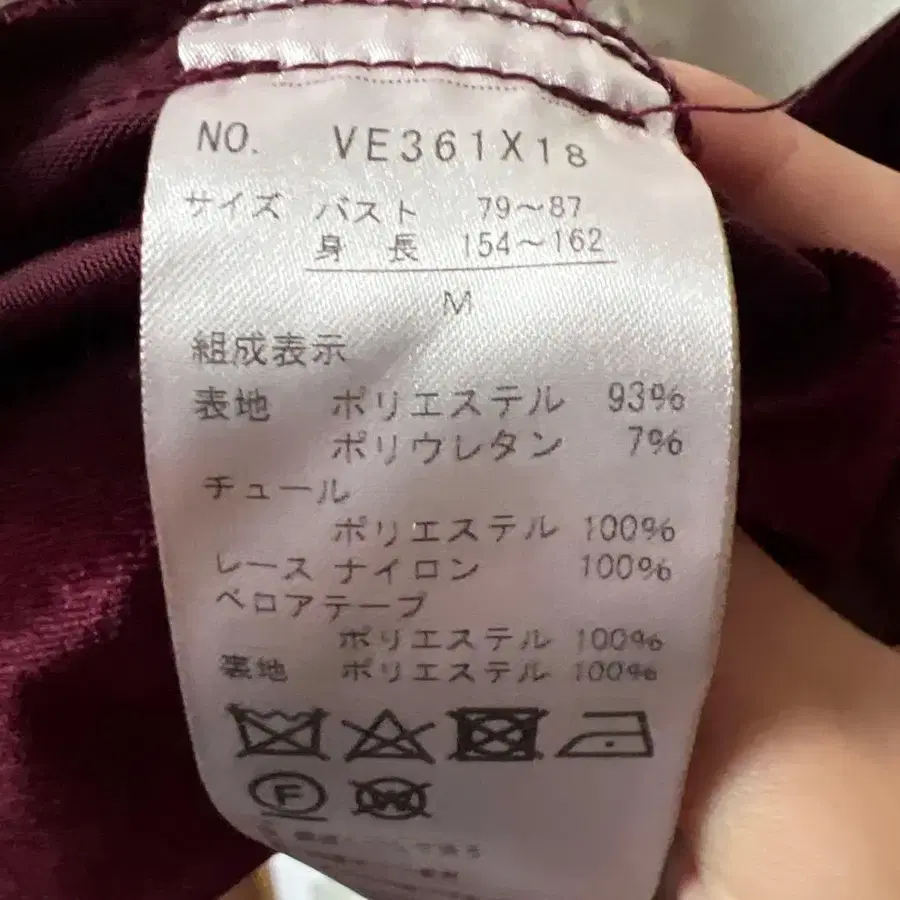 NO. VE361X18
サイズ バスト 79～87
身 長 154～162
M
組成表示
表地 ポリエステル 93%
ポリウレタン 7%
チュール
ポリエステル 100%
レース ナイロン 100%
ベロアテープ
ポリエステル 100%
裏地 ポリエステル 100%
F W